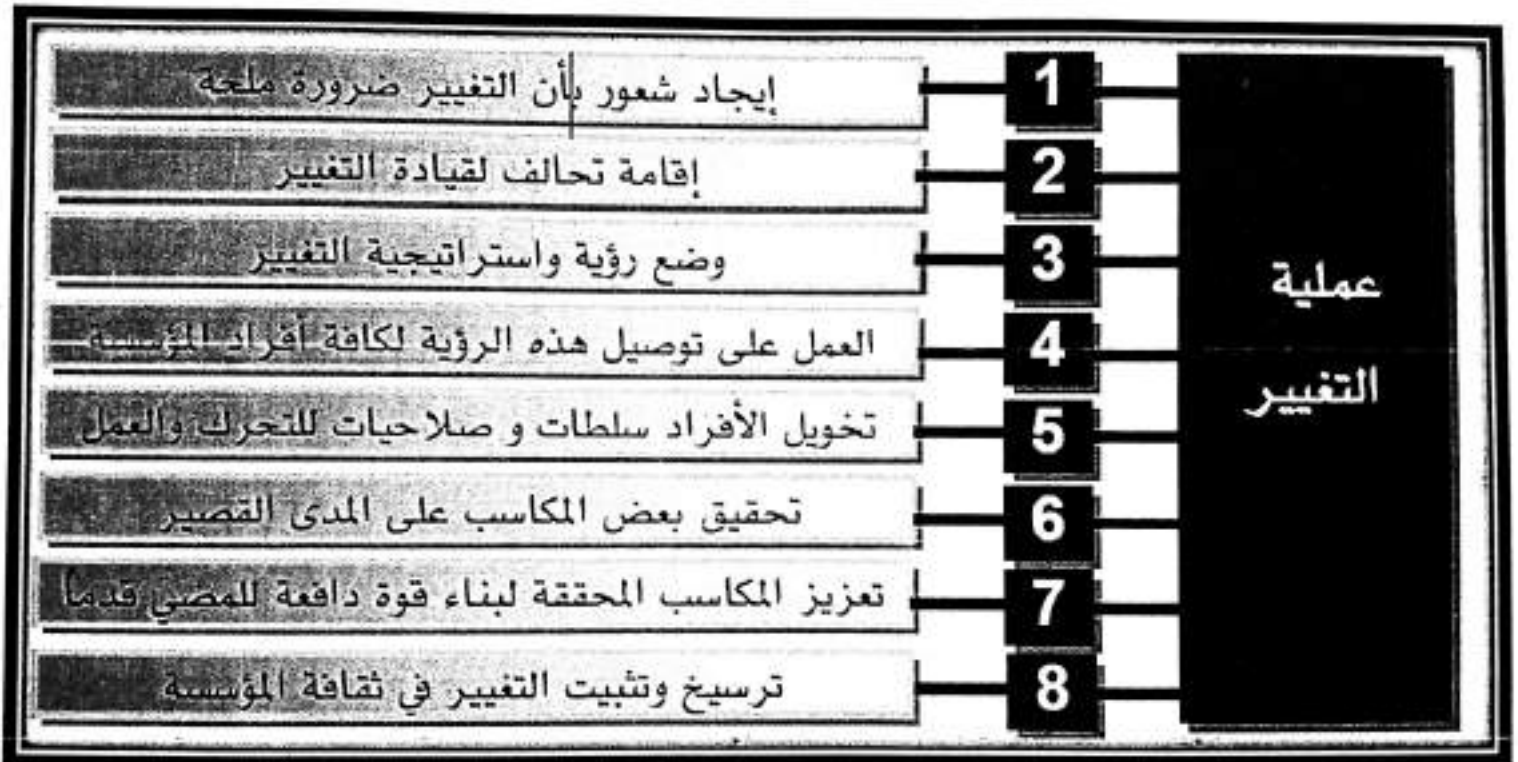 عملية
التغيير
1 إيجاد شعور بأن التغيير ضرورة ملحة
2 إقامة تحالف لقيادة التغيير
3 وضع رؤية واستراتيجية التغيير
4 العمل على توصيل هذه الرؤية لكافة أفراد المؤسسة
5 تخويل الأفراد سلطات و صلاحيات للتحرك والعمل
6 تحقيق بعض المكاسب على المدى القصير
7 تعزيز المكاسب المحققة لبناء قوة دافعة للمضي قدماً
8 ترسيخ وتثبيت التغيير في ثقافة المؤسسة